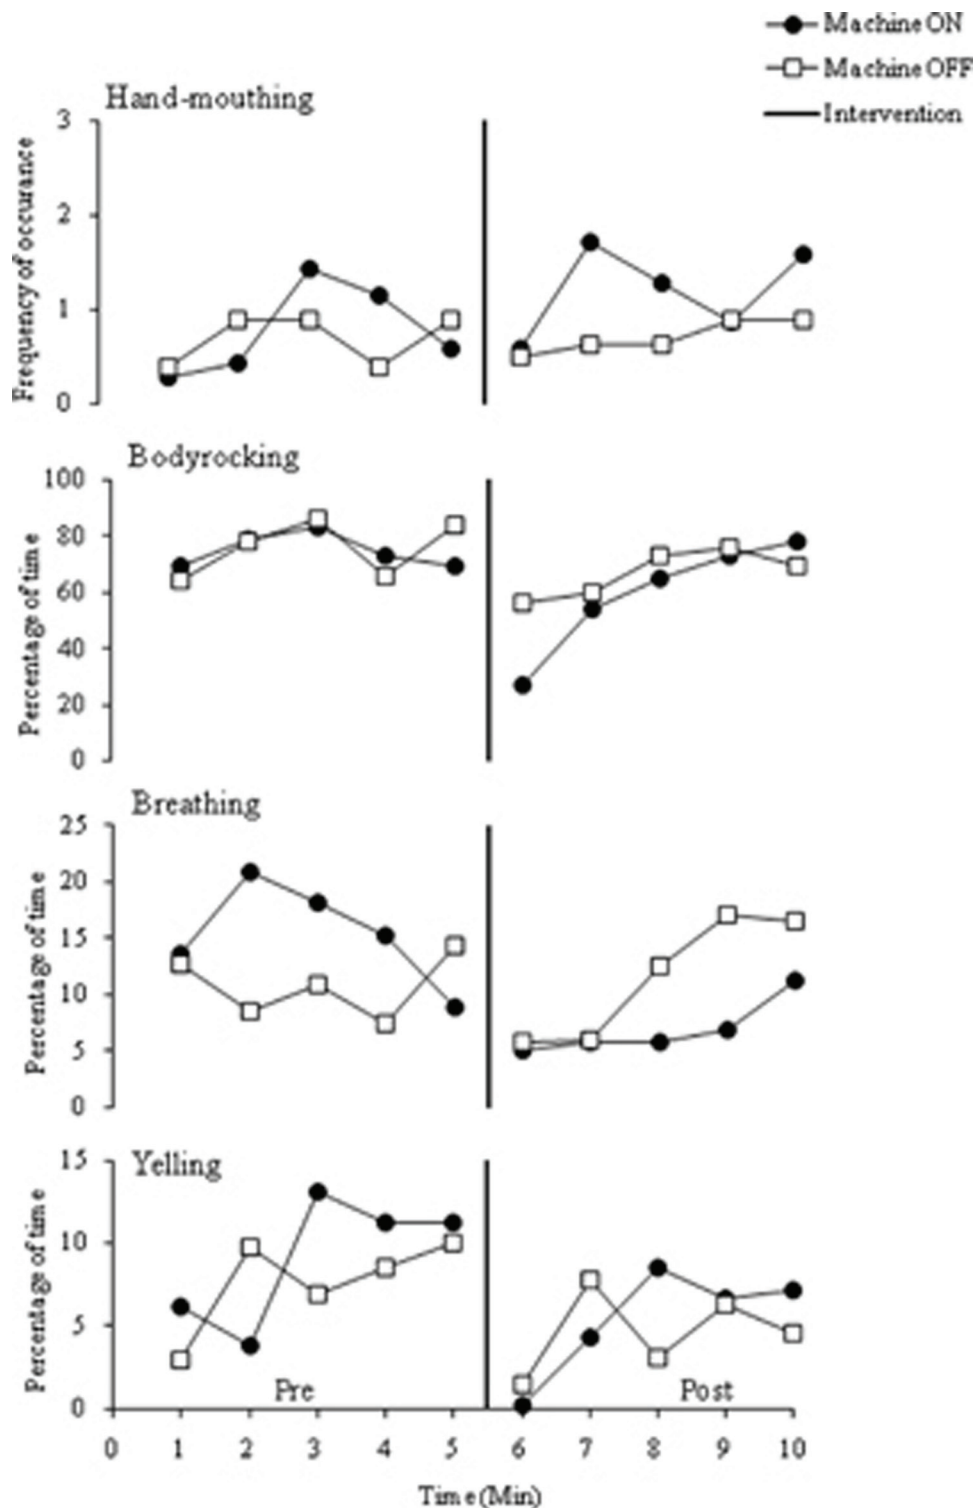 Machine ON
Machine OFF
Intervention
Hand-mouthing
Frequency of occurance
3
2
1
0
Bodyrocking
Percentage of time
100
80
60
40
20
0
Breathing
Percentage of time
25
20
15
10
5
0
Yelling
Percentage of time
15
10
5
0
Pre
Post
0 1 2 3 4 5 6 7 8 9 10
Time (Min)